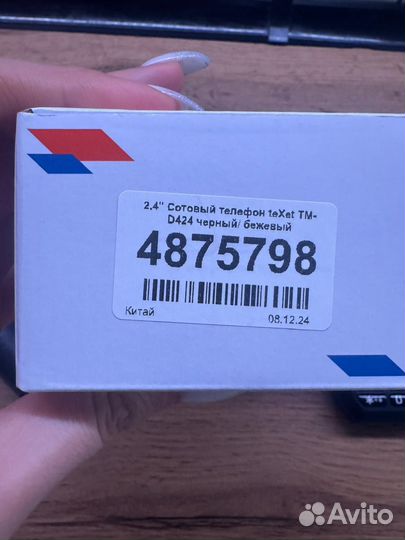 2.4" Сотовый телефон teXet TM-
D424 черный/ бежевый
4875798
Китай
08.12.24
Avito